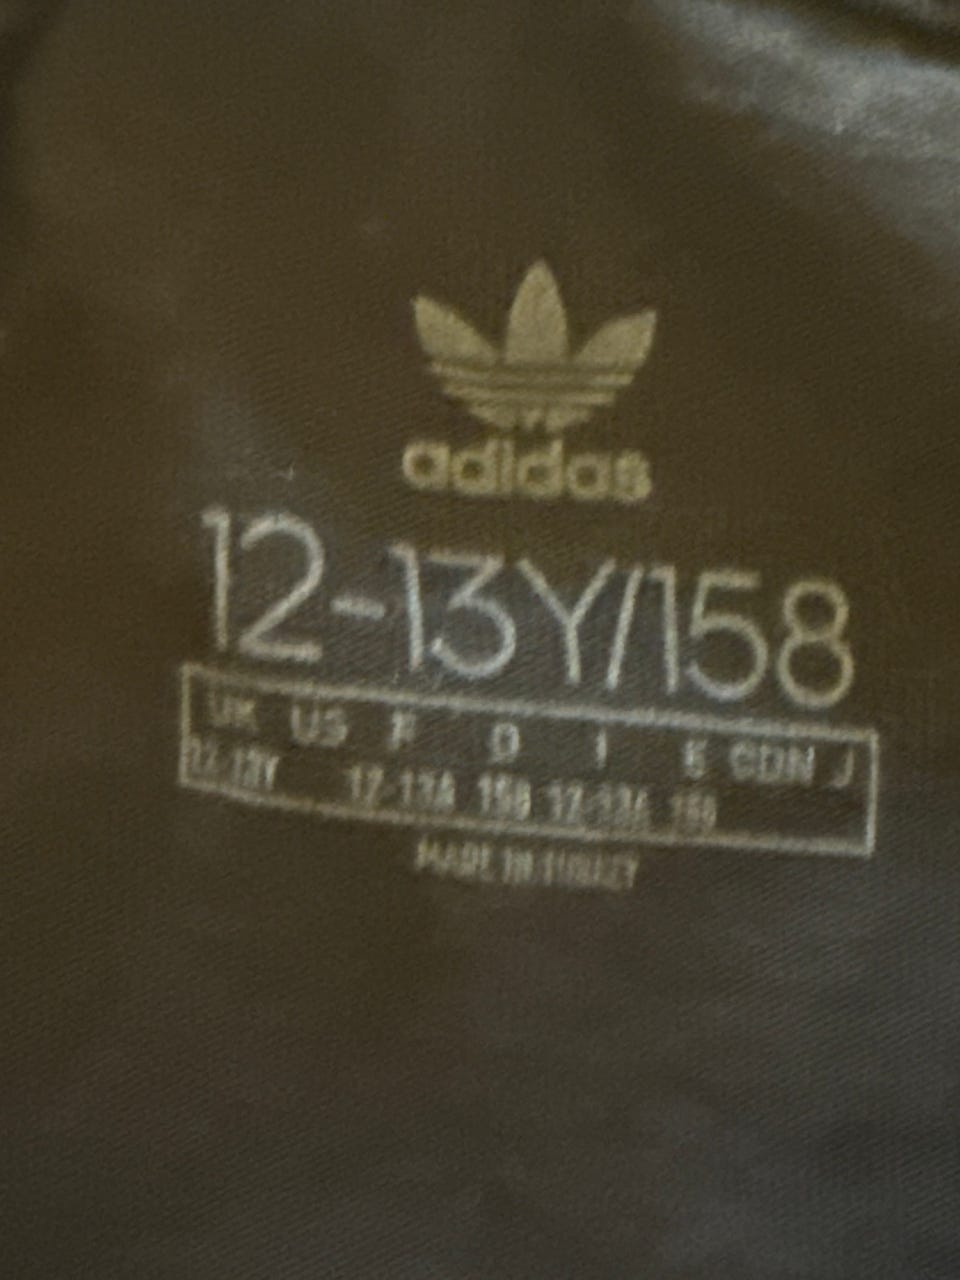 adidas
12-13Y/158
UK US F D I E CDN J
12-13Y 12-13A 158 12-13A 158
MADE IN TURKEY